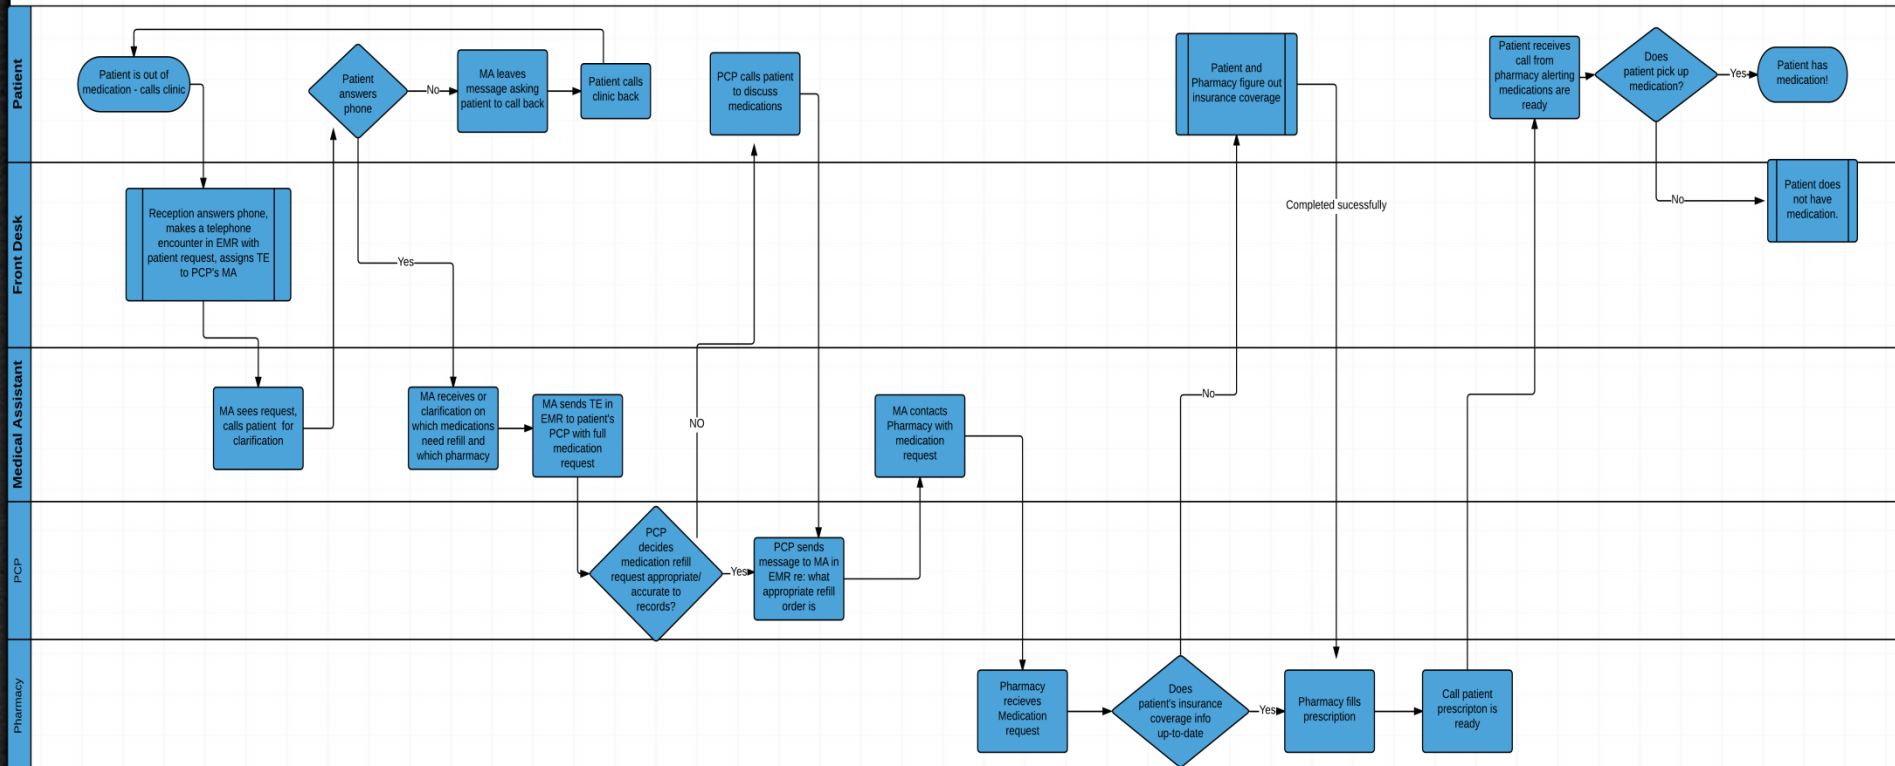 Patient
Patient is out of
medication - calls clinic
Patient
answers
phone
No
MA leaves
message asking
patient to call back
Patient calls
clinic back
PCP calls patient
to discuss
medications
Patient and
Pharmacy figure out
insurance coverage
Patient receives
call from
pharmacy alerting
medications are
ready
Does
patient pick up
medication?
Yes
Patient has
medication!
Front Desk
Reception answers phone,
makes a telephone
encounter in EMR with
patient request, assigns TE
to PCP's MA
Yes
Completed sucessfully
No
Patient does
not have
medication.
Medical Assistant
MA sees request,
calls patient for
clarification
MA receives or
clarification on
which medications
need refill and
which pharmacy
MA sends TE in
EMR to patient's
PCP with full
medication
request
NO
MA contacts
Pharmacy with
medication
request
No
PCP
PCP
decides
medication refill
request appropriate/
accurate to
records?
Yes
PCP sends
message to MA in
EMR re: what
appropriate refill
order is
Pharmacy
Pharmacy
recieves
Medication
request
Does
patient's insurance
coverage info
up-to-date
Yes
Pharmacy fills
prescription
Call patient
prescripton is
ready